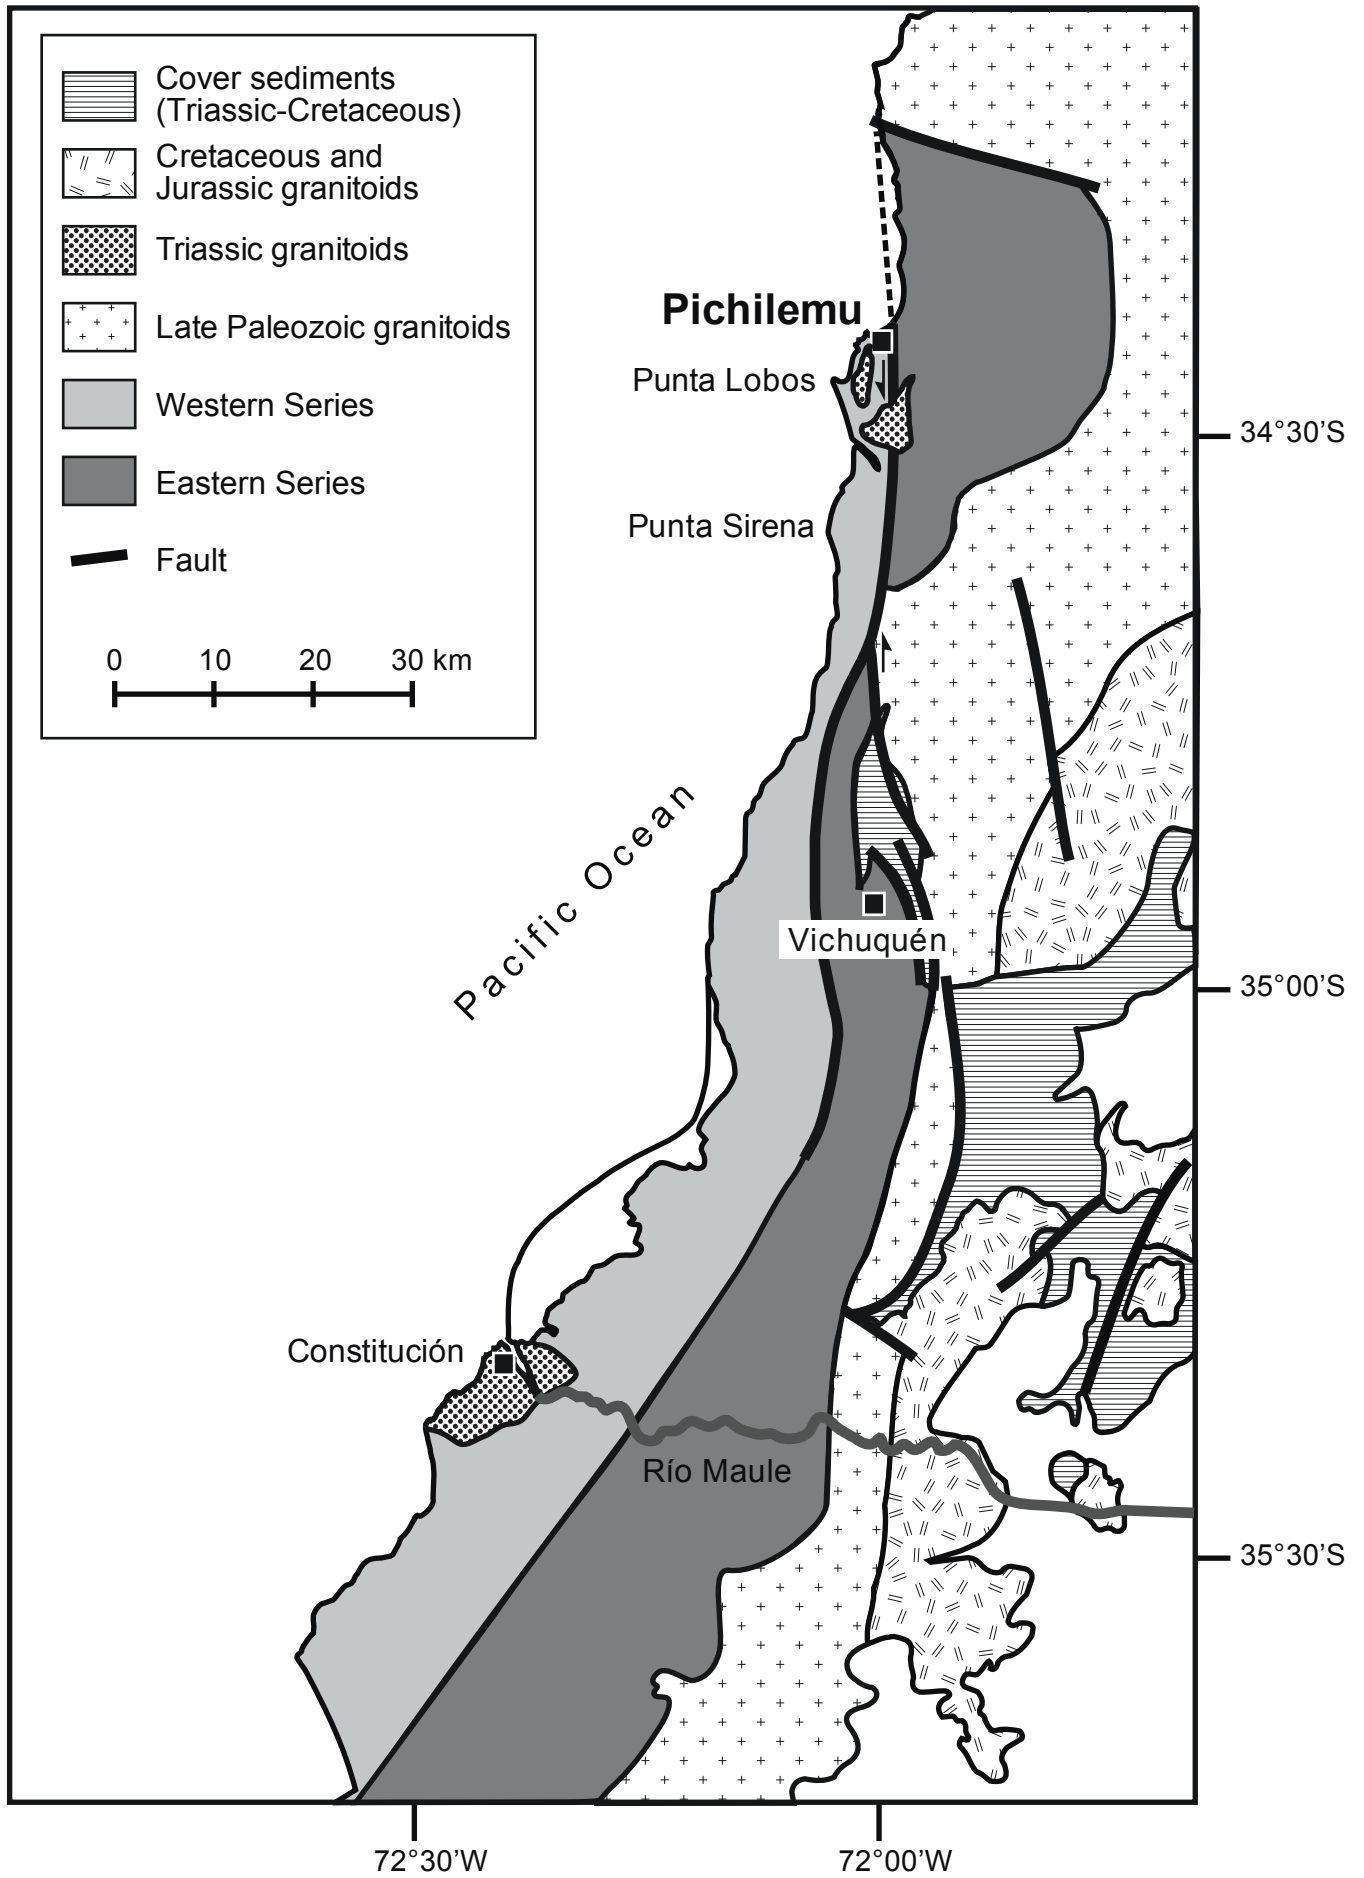 Cover sediments
(Triassic-Cretaceous)
Cretaceous and
Jurassic granitoids
Triassic granitoids
Late Paleozoic granitoids
Western Series
Eastern Series
Fault
0 10 20 30 km
Pichilemu
Punta Lobos
34°30'S
Punta Sirena
Pacific Ocean
Vichuquén
35°00'S
Constitución
Río Maule
35°30'S
72°30'W 72°00'W